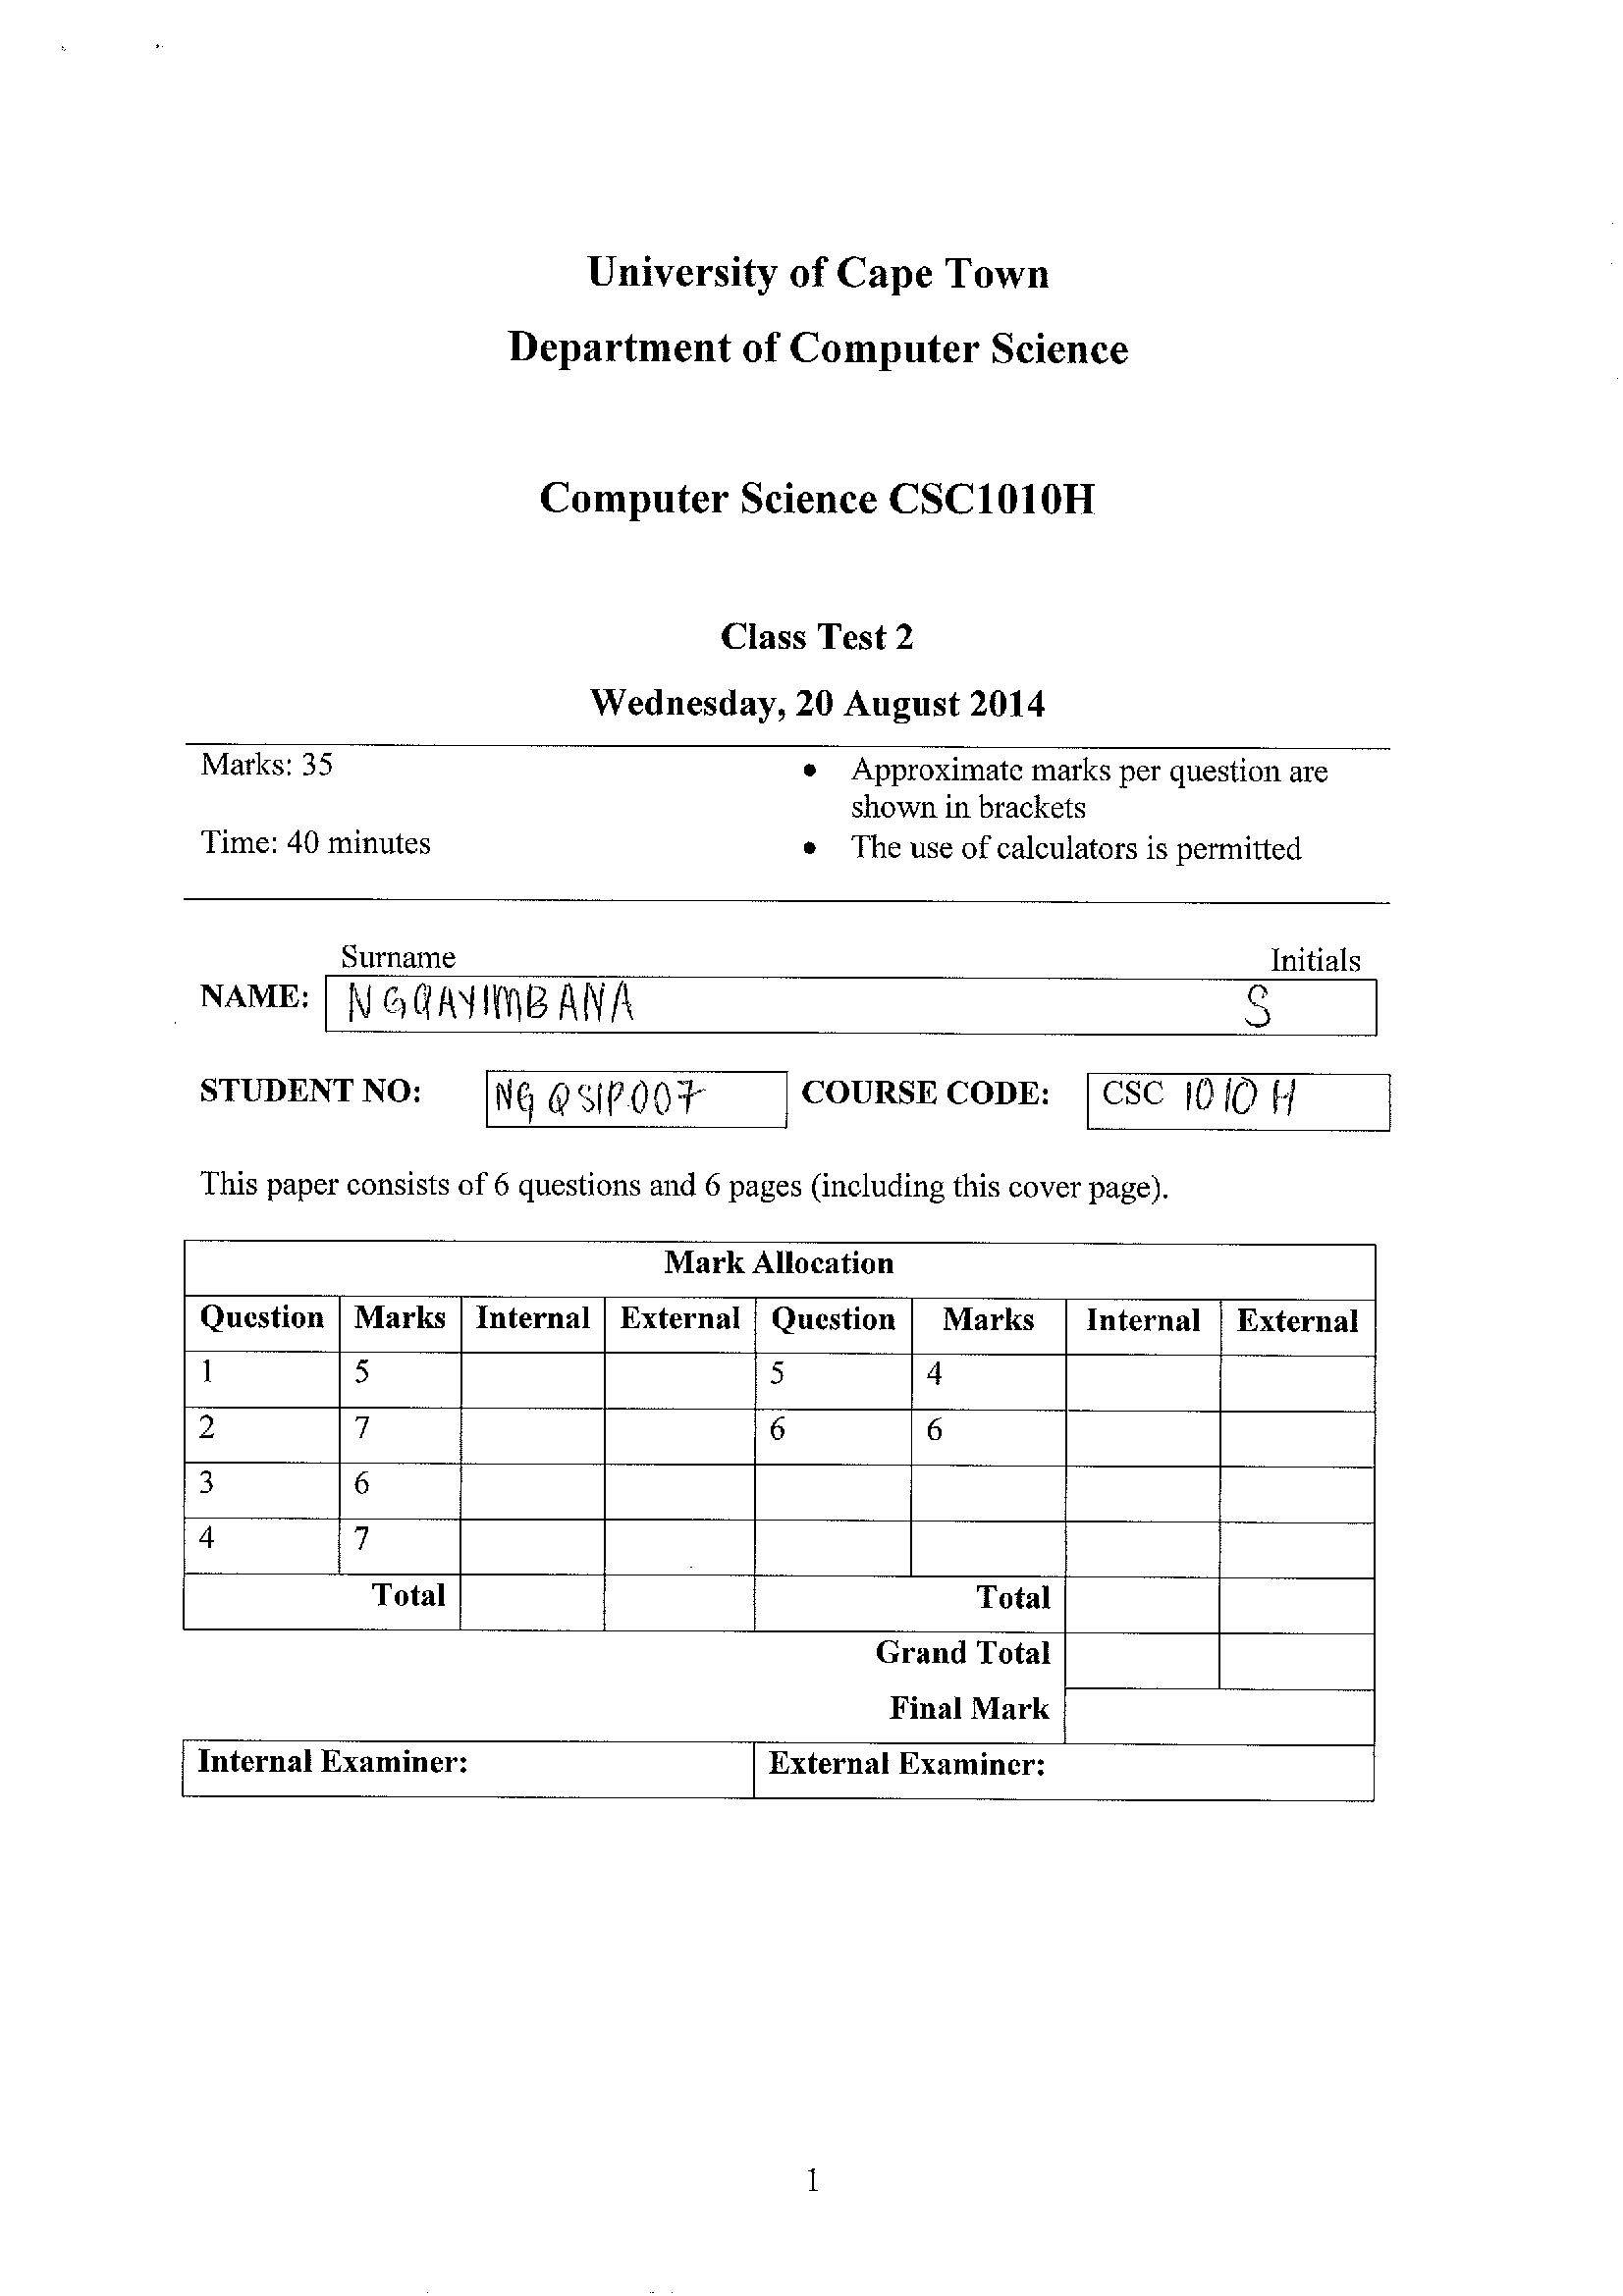 University of Cape Town
Department of Computer Science
Computer Science CSC1010H
Class Test 2
Wednesday, 20 August 2014
Marks: 35
Time: 40 minutes
• Approximate marks per question are
shown in brackets
• The use of calculators is permitted
Surname Initials
NAME: NGQAYIMBANA S
STUDENT NO: NGQSIP007 COURSE CODE: CSC 1010H
This paper consists of 6 questions and 6 pages (including this cover page).
Mark Allocation
Question Marks Internal External Question Marks Internal External
1 5 5 4
2 7 6 6
3 6
4 7
Total Total
Grand Total
Final Mark
Internal Examiner: External Examiner:
1